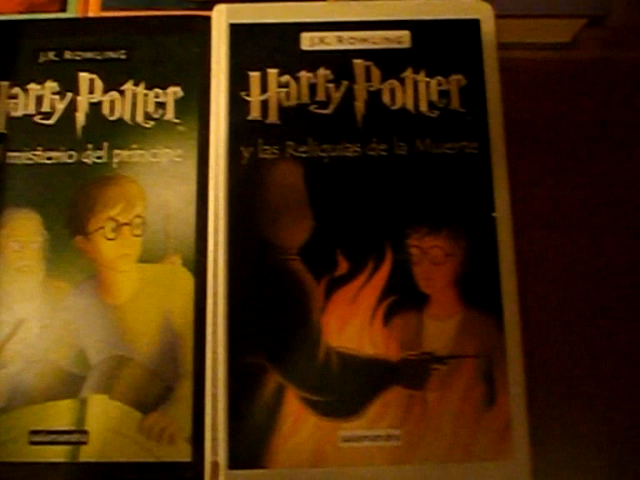 J.K. ROWLING
Harry Potter
misterio del príncipe
J.K. ROWLING
Harry Potter
y las Reliquias de la Muerte